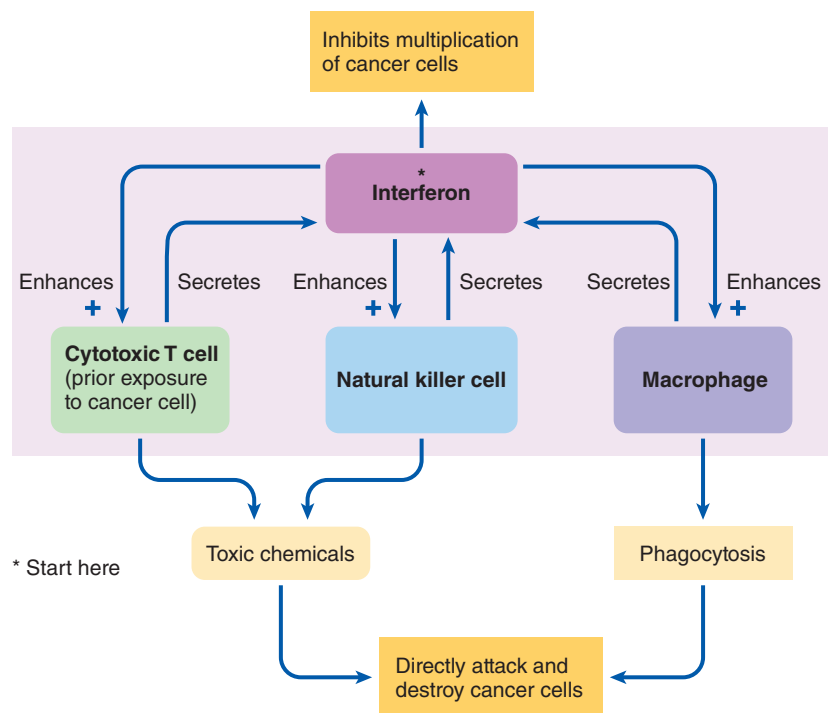 Inhibits multiplication
of cancer cells
*
Interferon
Enhances
+
Secretes
Enhances
+
Secretes
Secretes
Enhances
+
Cytotoxic T cell
(prior exposure
to cancer cell)
Natural killer cell
Macrophage
Toxic chemicals
Phagocytosis
* Start here
Directly attack and
destroy cancer cells